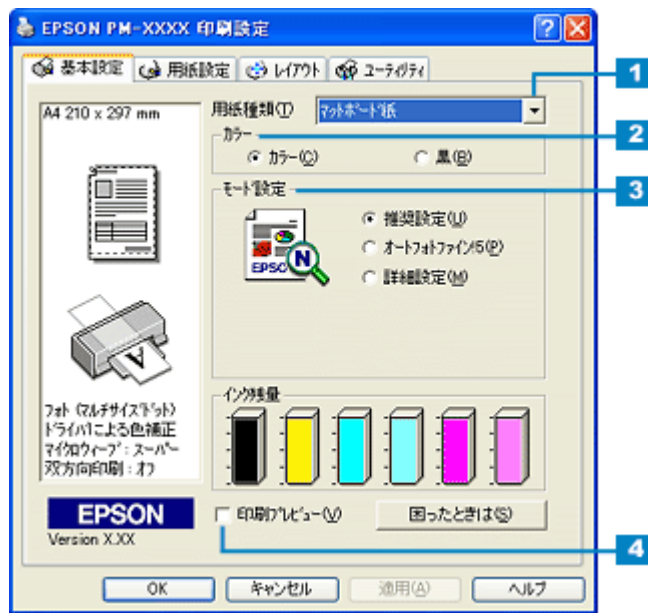 EPSON PM-XXXX 印刷設定
基本設定
用紙設定
ﾚｲｱｳﾄ
ﾕｰﾃｨﾘﾃｨ
1
A4 210 x 297 mm
用紙種類(T)
ﾏｯﾄﾎﾞｰﾄﾞ紙
ｶﾗｰ
2
ｶﾗｰ(C)
黒(B)
ﾓｰﾄﾞ設定
3
推奨設定(U)
ｵｰﾄﾌｫﾄﾌｧｲﾝ!5(P)
詳細設定(M)
EPSO
N
A
ｲﾝｸ残量
ﾌｫﾄ (ﾏﾙﾁｻｲｽﾞﾄﾞｯﾄ)
ﾄﾞﾗｲﾊﾞによる色補正
ﾏｲｸﾛｳｨｰﾌﾞ : ｽｰﾊﾟｰ
双方向印刷 : ｵﾌ
EPSON
Version X.XX
印刷ﾌﾟﾚﾋﾞｭｰ(V)
困ったときは(S)
4
OK
キャンセル
適用(A)
ヘルプ